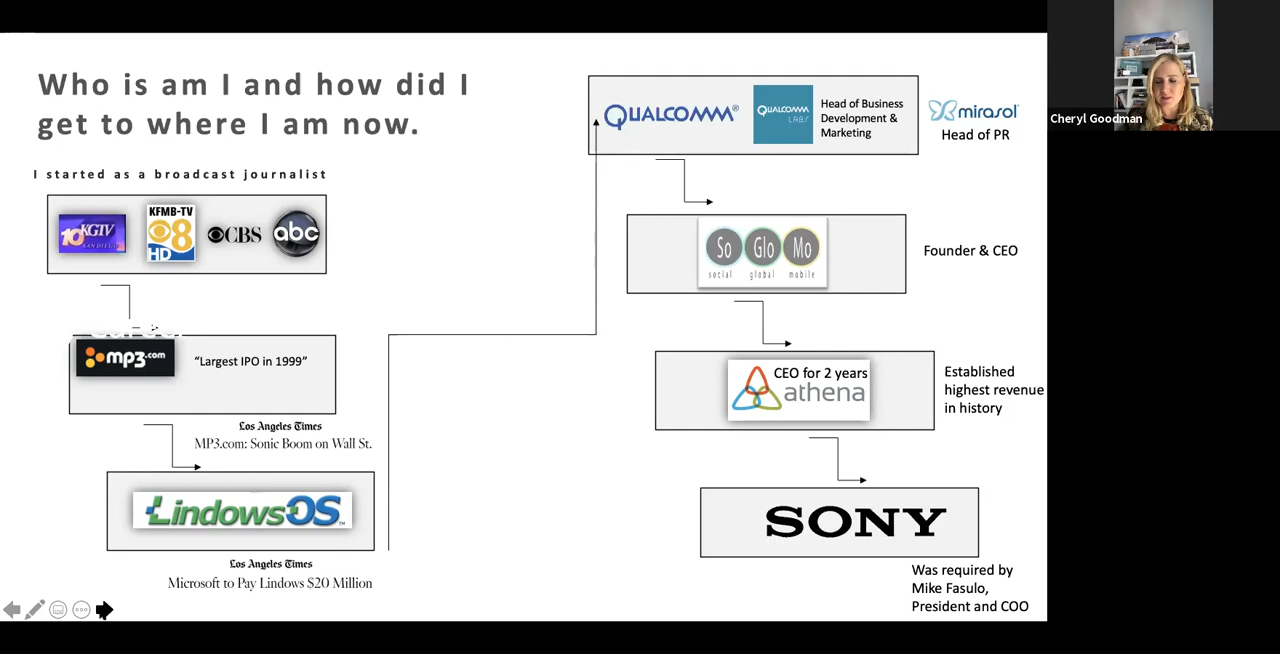 Who is am I and how did I
get to where I am now.
I started as a broadcast journalist
10 KGTV
SAN DIEGO
KFMB-TV
8
HD
CBS
abc
mp3.com
“Largest IPO in 1999”
Los Angeles Times
MP3.com: Sonic Boom on Wall St.
LindowsOS™
Los Angeles Times
Microsoft to Pay Lindows $20 Million
QUALCOMM®
QUALCOMM
LABS
Head of Business
Development &
Marketing
mirasol
Head of PR
So Glo Mo
social global mobile
Founder & CEO
CEO for 2 years
athena
Established
highest revenue
in history
SONY
Was required by
Mike Fasulo,
President and COO
Cheryl Goodman